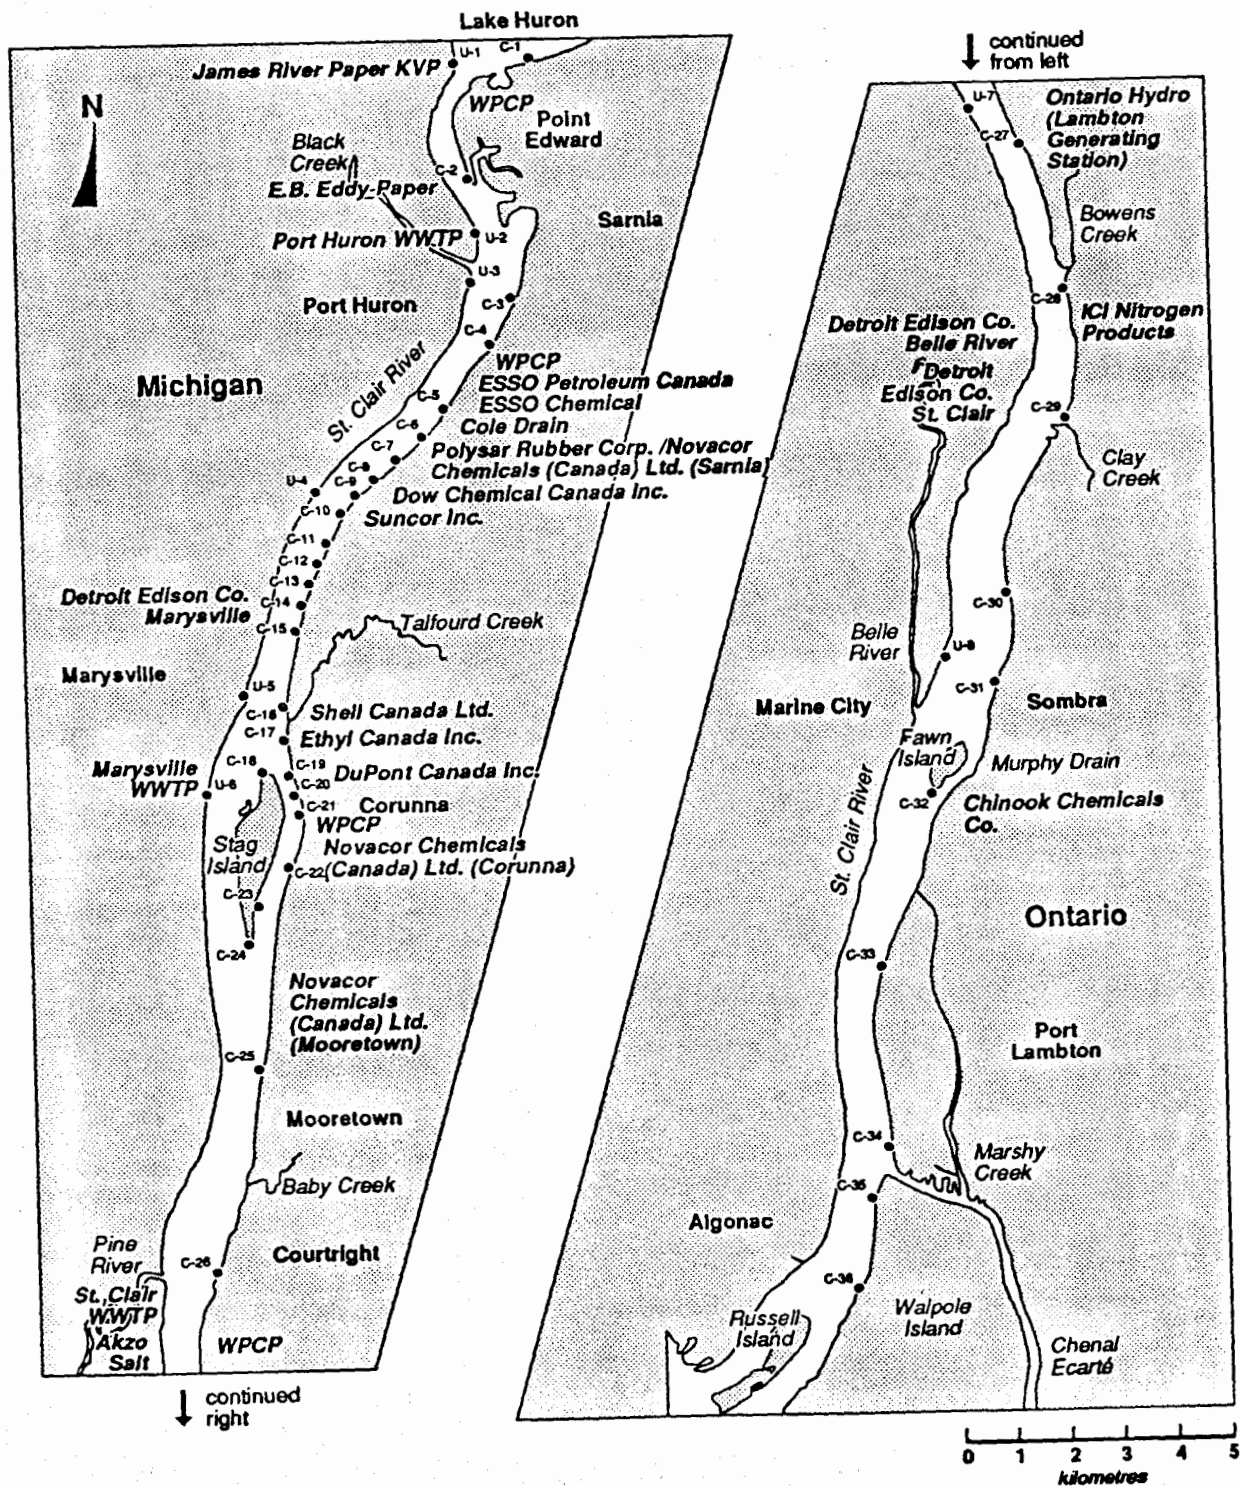 Lake Huron
U-1
C-1
James River Paper KVP
N
WPCP
Point
Edward
Black
Creek
C-2
E.B. Eddy-Paper
Sarnia
Port Huron WWTP
U-2
U-3
Port Huron
C-3
C-4
WPCP
St. Clair River
Michigan
ESSO Petroleum Canada
C-5
ESSO Chemical
C-6
Cole Drain
C-7
Polysar Rubber Corp./Novacor
Chemicals (Canada) Ltd. (Sarnia)
C-8
U-4
C-9
Dow Chemical Canada Inc.
C-10
Suncor Inc.
C-11
C-12
C-13
Detroit Edison Co.
Marysville
C-14
C-15
Talfourd Creek
Marysville
U-5
C-16
Shell Canada Ltd.
C-17
Ethyl Canada Inc.
C-18
C-19
Marysville
WWTP
U-6
DuPont Canada Inc.
C-20
C-21
Corunna
WPCP
Stag
Island
Novacor Chemicals
(Canada) Ltd. (Corunna)
C-22
C-23
C-24
Novacor
Chemicals
(Canada) Ltd.
(Mooretown)
C-25
Mooretown
Baby Creek
Pine
River
Courtright
C-26
St. Clair
WWTP
Akzo
Salt
WPCP
continued
right
continued
from left
U-7
Ontario Hydro
(Lambton
Generating
Station)
C-27
Bowens
Creek
C-28
ICI Nitrogen
Products
Detroit Edison Co.
Belle River
Detroit
Edison Co.
St. Clair
C-29
Clay
Creek
C-30
Belle
River
U-8
C-31
Marine City
Sombra
Fawn
Island
Murphy Drain
C-32
Chinook Chemicals
Co.
St. Clair River
Ontario
C-33
Port
Lambton
C-34
Marshy
Creek
C-35
Algonac
C-36
Russell
Island
Walpole
Island
Chenal
Ecarté
0 1 2 3 4 5
kilometres